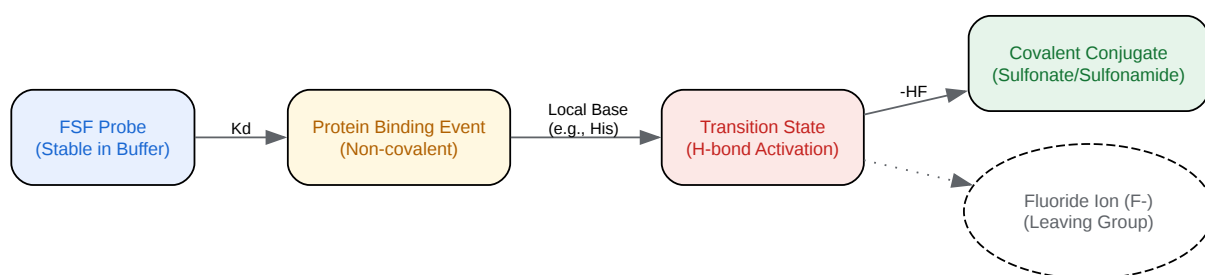 FSF Probe
(Stable in Buffer)
Kd
Protein Binding Event
(Non-covalent)
Local Base
(e.g., His)
Transition State
(H-bond Activation)
-HF
Covalent Conjugate
(Sulfonate/Sulfonamide)
Fluoride Ion (F-)
(Leaving Group)